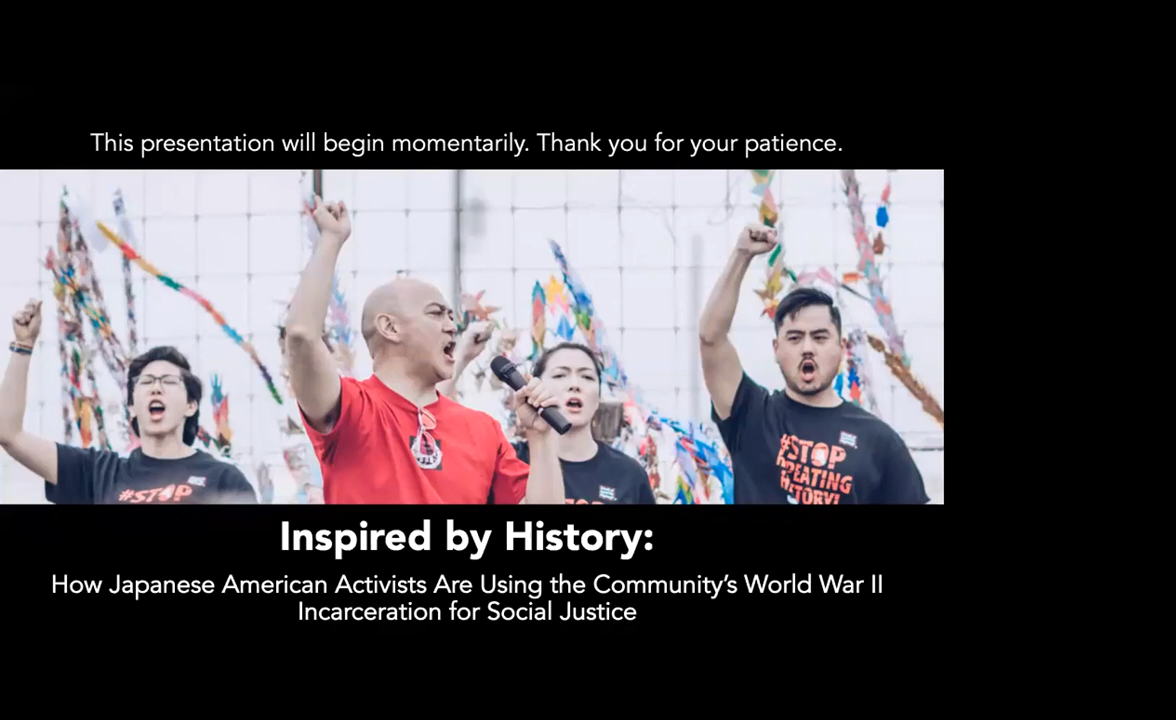 This presentation will begin momentarily. Thank you for your patience.
#STOP
#STOP
REPEATING
HISTORY!
Inspired by History:
How Japanese American Activists Are Using the Community's World War II
Incarceration for Social Justice